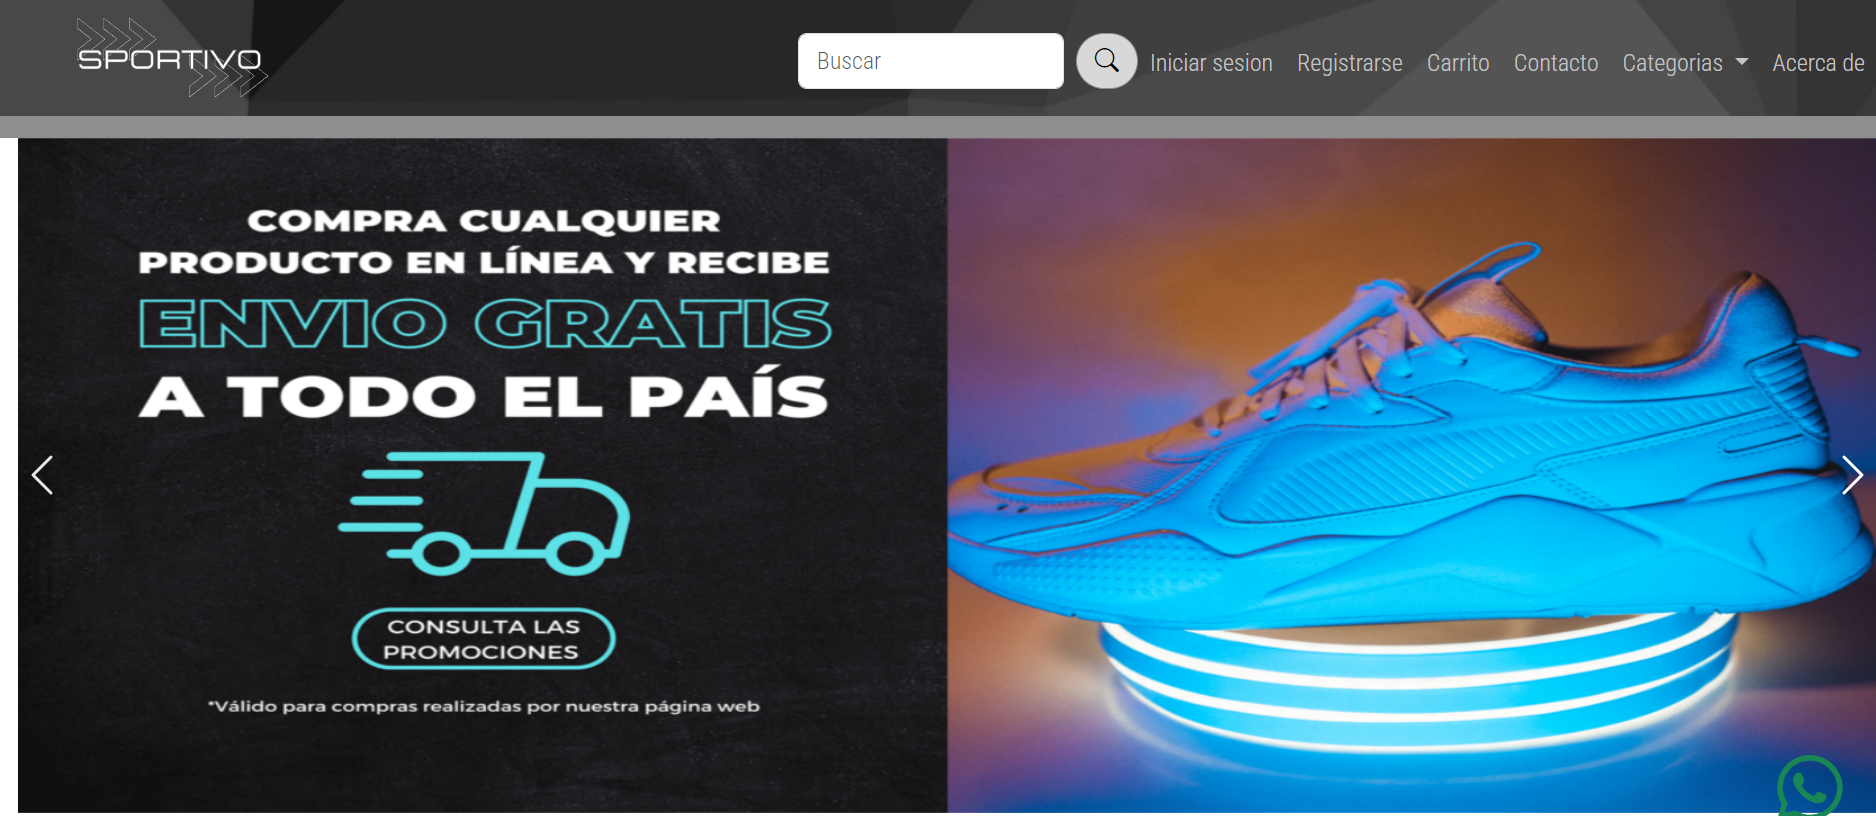 SPORTIVO
Buscar
Iniciar sesion
Registrarse
Carrito
Contacto
Categorias
Acerca de
COMPRA CUALQUIER
PRODUCTO EN LÍNEA Y RECIBE
ENVIO GRATIS
A TODO EL PAÍS
CONSULTA LAS
PROMOCIONES
*Válido para compras realizadas por nuestra página web